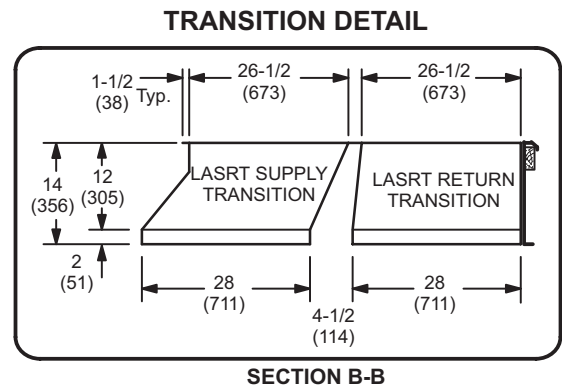 TRANSITION DETAIL
1-1/2
(38) Typ.
26-1/2
(673)
26-1/2
(673)
14
(356)
12
(305)
LASRT SUPPLY
TRANSITION
LASRT RETURN
TRANSITION
2
(51)
28
(711)
4-1/2
(114)
28
(711)
SECTION B-B